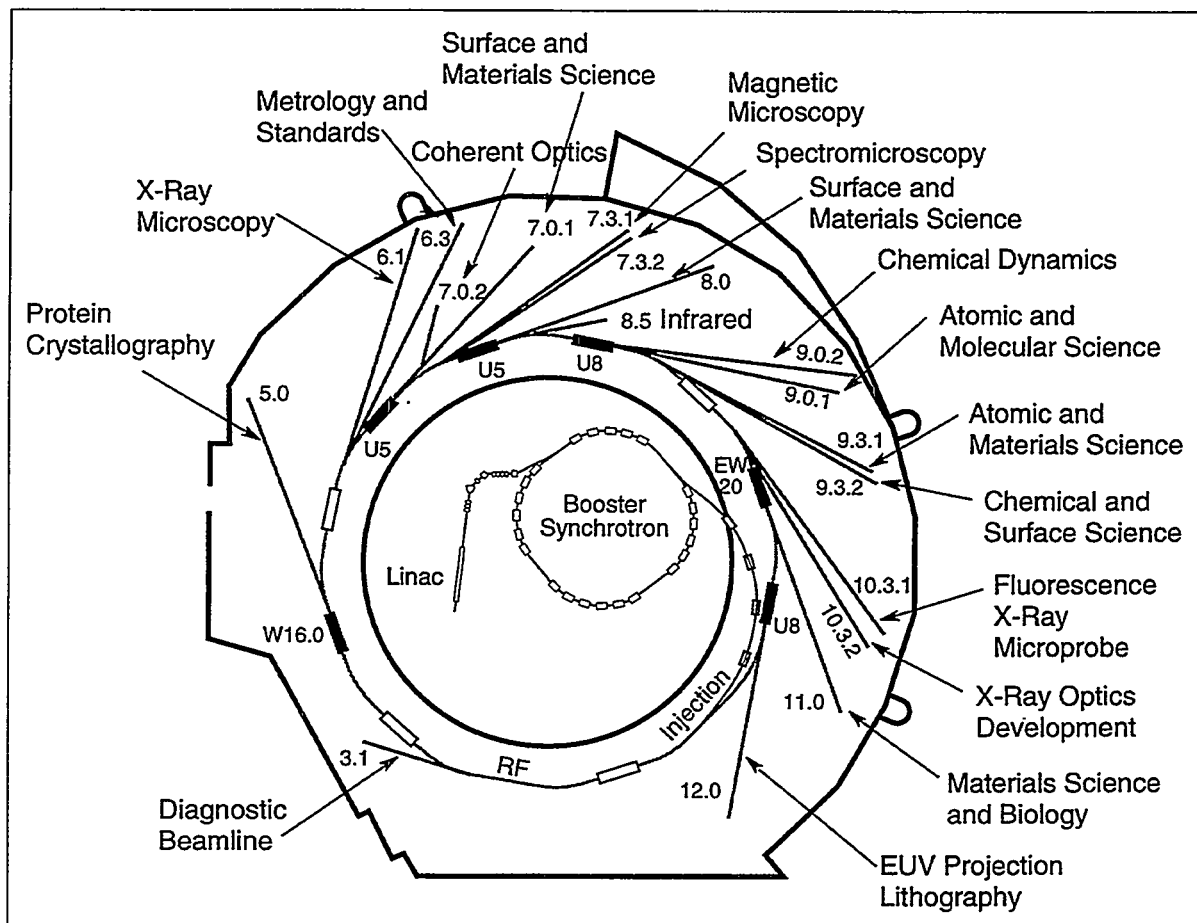 Surface and
Materials Science
Metrology and
Standards
Magnetic
Microscopy
Coherent Optics
Spectromicroscopy
X-Ray
Microscopy
Surface and
Materials Science
7.0.1
7.3.1
6.3
6.1
7.3.2
Chemical Dynamics
8.0
7.0.2
Protein
Crystallography
8.5 Infrared
Atomic and
Molecular Science
9.0.2
U5
U8
9.0.1
5.0
U5
9.3.1
Atomic and
Materials Science
EW
20
9.3.2
Booster
Synchrotron
Chemical and
Surface Science
Linac
10.3.1
Fluorescence
X-Ray
Microprobe
W16.0
U8
10.3.2
Injection
11.0
X-Ray Optics
Development
3.1
RF
12.0
Materials Science
and Biology
Diagnostic
Beamline
EUV Projection
Lithography